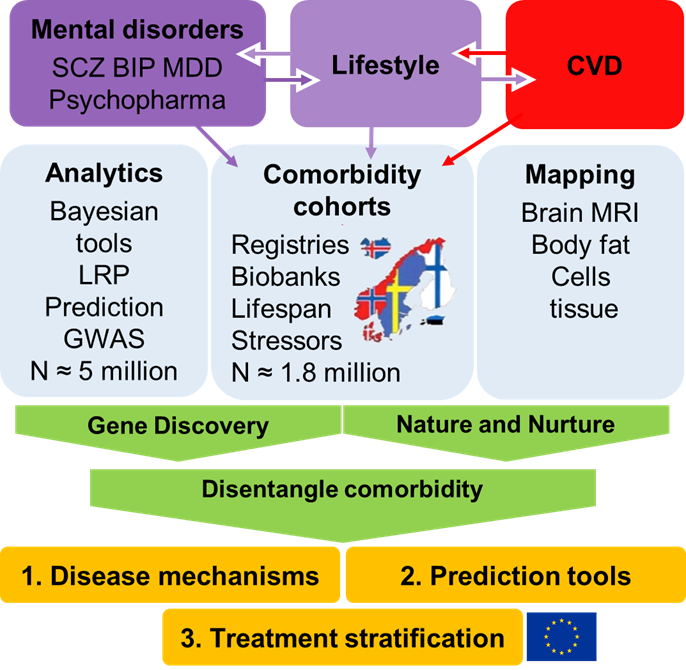 Mental disorders
SCZ BIP MDD
Psychopharma
Lifestyle
CVD
Analytics
Bayesian
tools
LRP
Prediction
GWAS
N ≈ 5 million
Comorbidity
cohorts
Registries
Biobanks
Lifespan
Stressors
N ≈ 1.8 million
Mapping
Brain MRI
Body fat
Cells
tissue
Gene Discovery
Nature and Nurture
Disentangle comorbidity
1. Disease mechanisms
2. Prediction tools
3. Treatment stratification